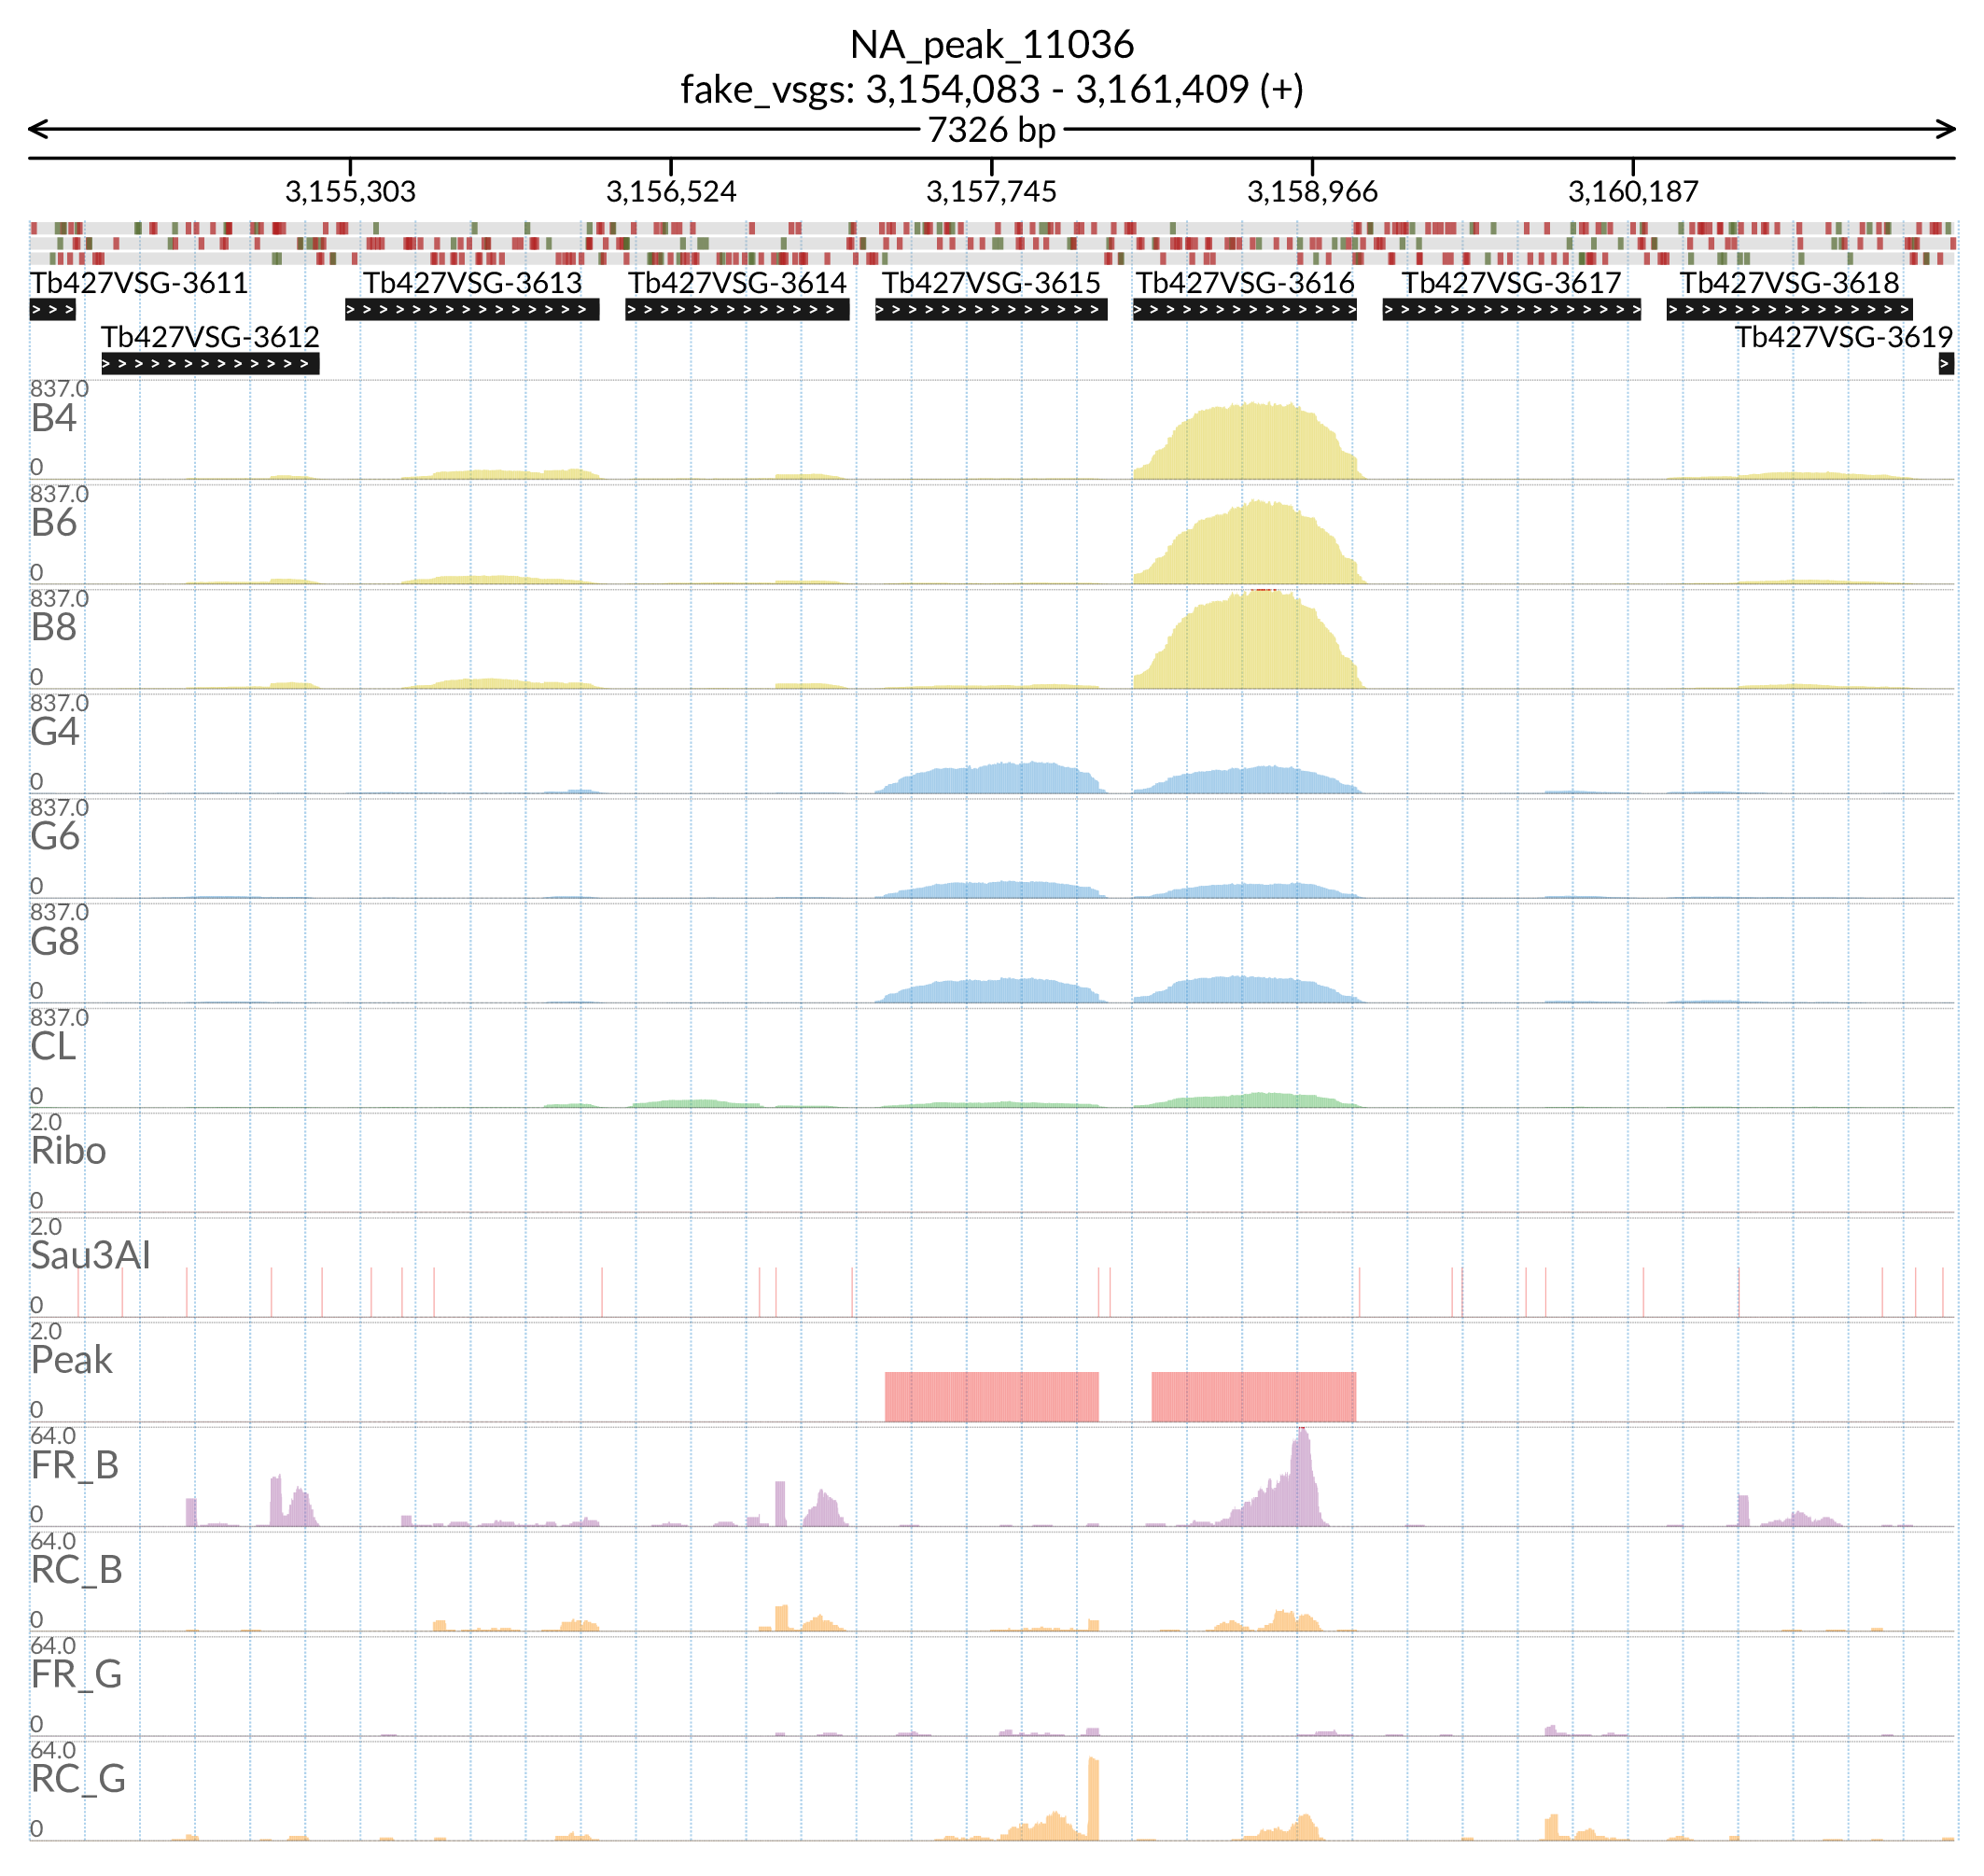 NA_peak_11036
fake_vsgs: 3,154,083 - 3,161,409 (+)
7326 bp
3,155,303 3,156,524 3,157,745 3,158,966 3,160,187
Tb427VSG-3611 Tb427VSG-3613 Tb427VSG-3614 Tb427VSG-3615 Tb427VSG-3616 Tb427VSG-3617 Tb427VSG-3618
Tb427VSG-3612 Tb427VSG-3619
837.0
B4
0
837.0
B6
0
837.0
B8
0
837.0
G4
0
837.0
G6
0
837.0
G8
0
837.0
CL
0
2.0
Ribo
0
2.0
Sau3AI
0
2.0
Peak
0
64.0
FR_B
0
64.0
RC_B
0
64.0
FR_G
0
64.0
RC_G
0